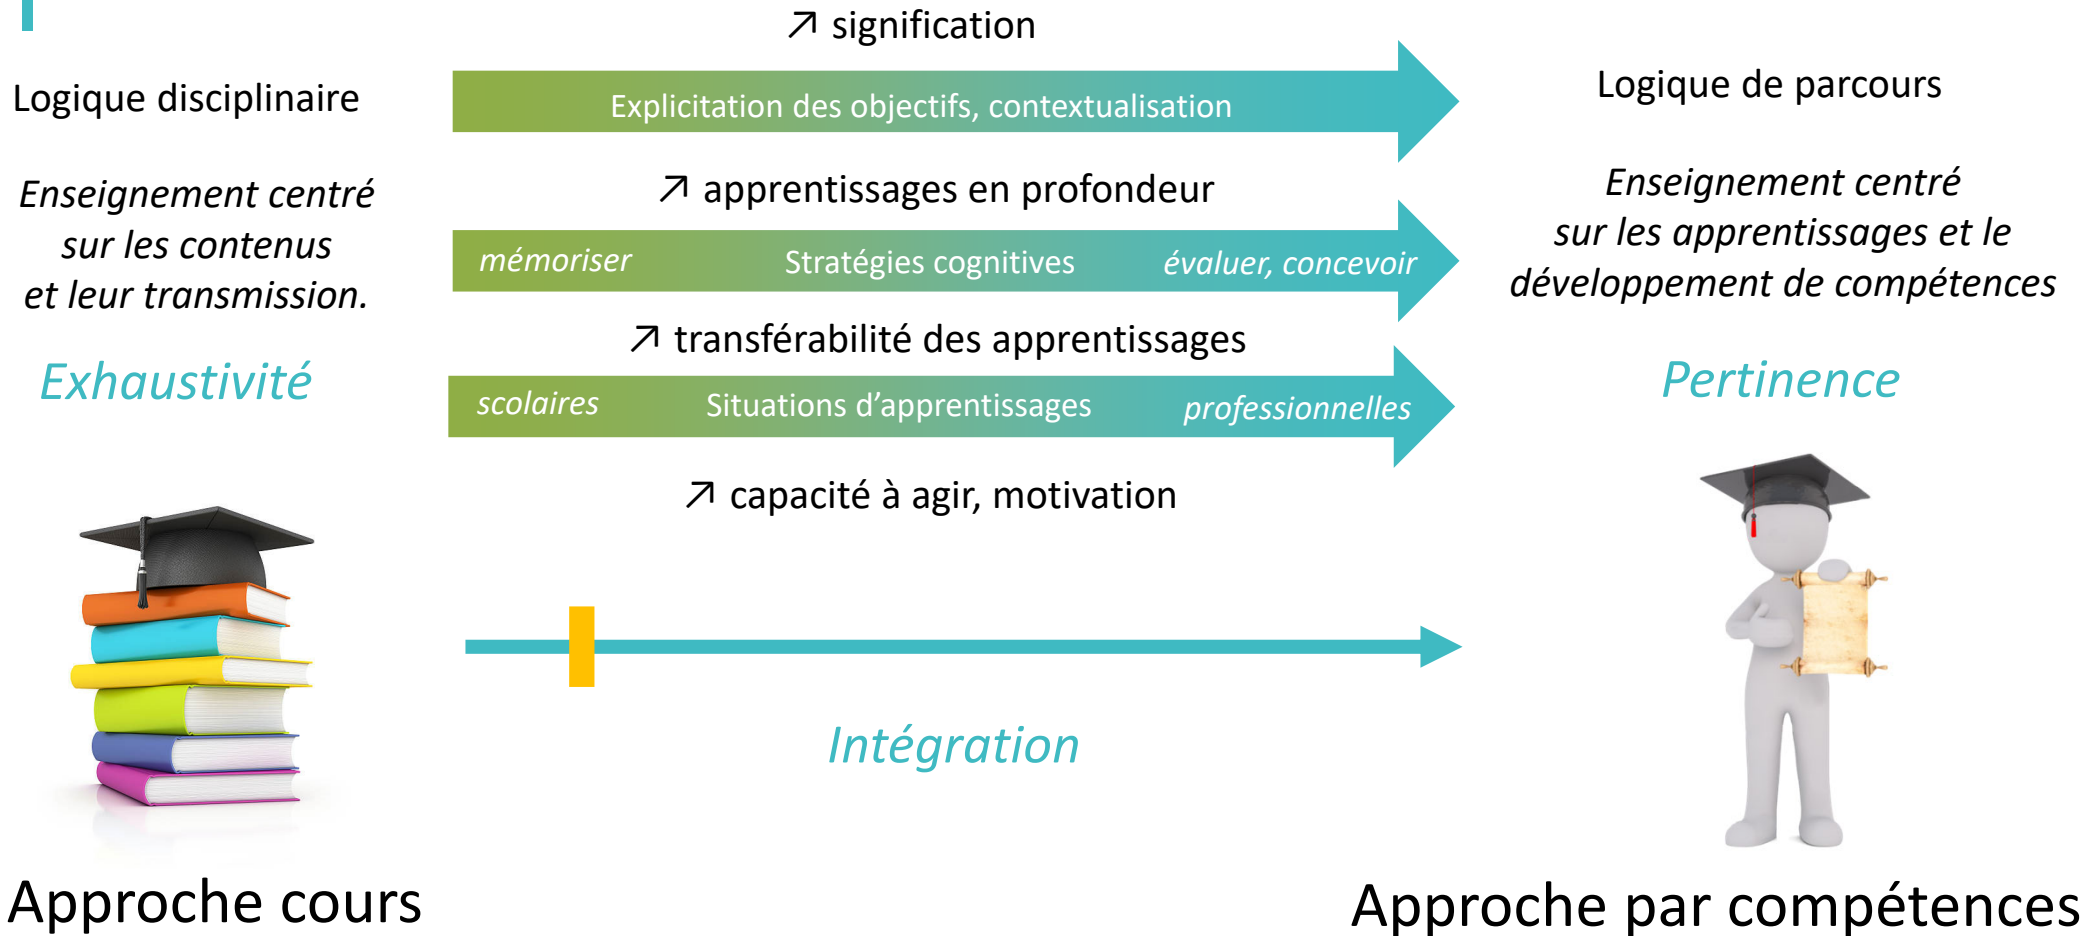 ↗ signification
Logique disciplinaire
Explicitation des objectifs, contextualisation
Logique de parcours
Enseignement centré
sur les contenus
et leur transmission.
↗ apprentissages en profondeur
mémoriser Stratégies cognitives évaluer, concevoir
Enseignement centré
sur les apprentissages et le
développement de compétences
↗ transférabilité des apprentissages
Exhaustivité
scolaires Situations d’apprentissages professionnelles
Pertinence
↗ capacité à agir, motivation
Intégration
Approche cours
Approche par compétences